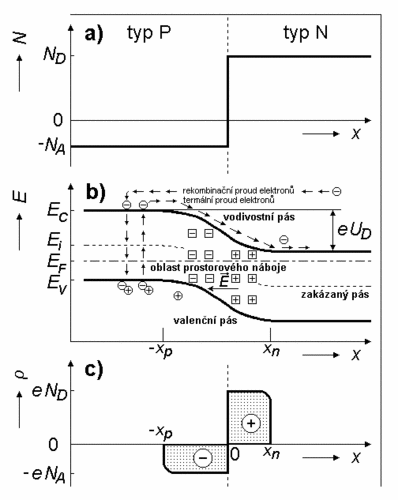 N
a)
typ P
typ N
N_D
0
-N_A
x
E
b)
rekombinační proud elektronů
termální proud elektronů
vodivostní pás
E_C
eU_D
E_i
E_F
oblast prostorového náboje
E_V
E
zakázaný pás
valenční pás
-x_p
x_n
x
ρ
c)
eN_D
+
-x_p
0
0
x_n
x
−
-eN_A